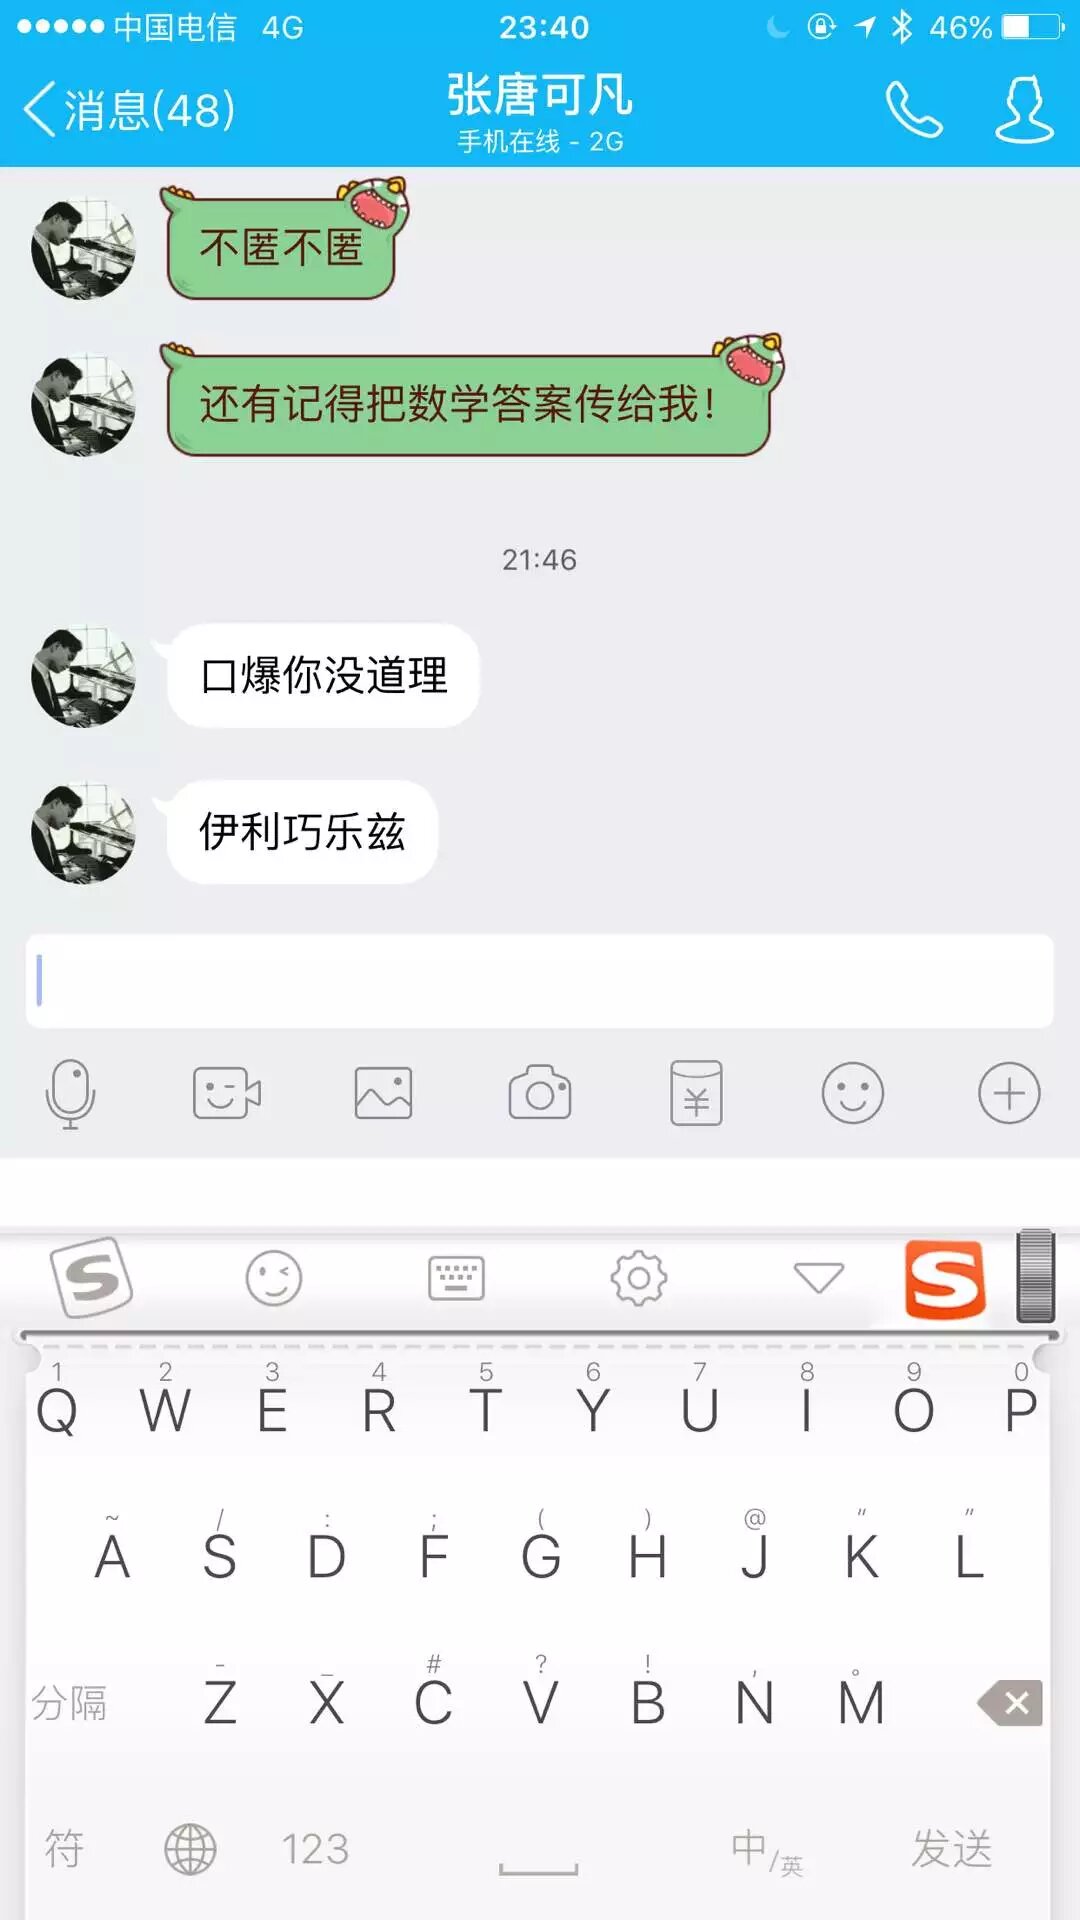 中国电信 4G 23:40 46%
消息(48) 张唐可凡
手机在线 - 2G
不匿不匿
还有记得把数学答案传给我!
21:46
口爆你没道理
伊利巧乐兹
¥
S S
1 2 3 4 5 6 7 8 9 0
Q W E R T Y U I O P
~ / : ; ( ) @ “ ”
A S D F G H J K L
- _ # ? ! , 。
分隔 Z X C V B N M
符 123 中/英 发送